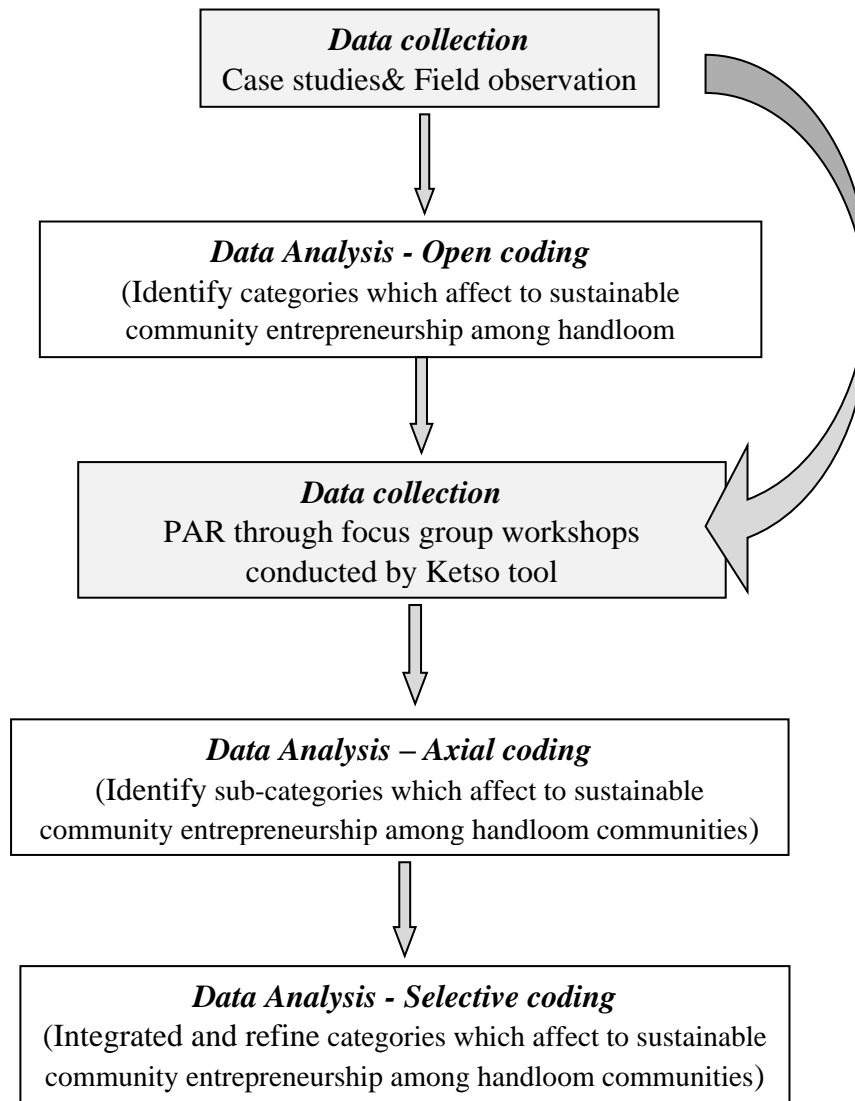 Data collection
Case studies& Field observation
Data Analysis - Open coding
(Identify categories which affect to sustainable
community entrepreneurship among handloom
Data collection
PAR through focus group workshops
conducted by Ketso tool
Data Analysis – Axial coding
(Identify sub-categories which affect to sustainable
community entrepreneurship among handloom communities)
Data Analysis - Selective coding
(Integrated and refine categories which affect to sustainable
community entrepreneurship among handloom communities)